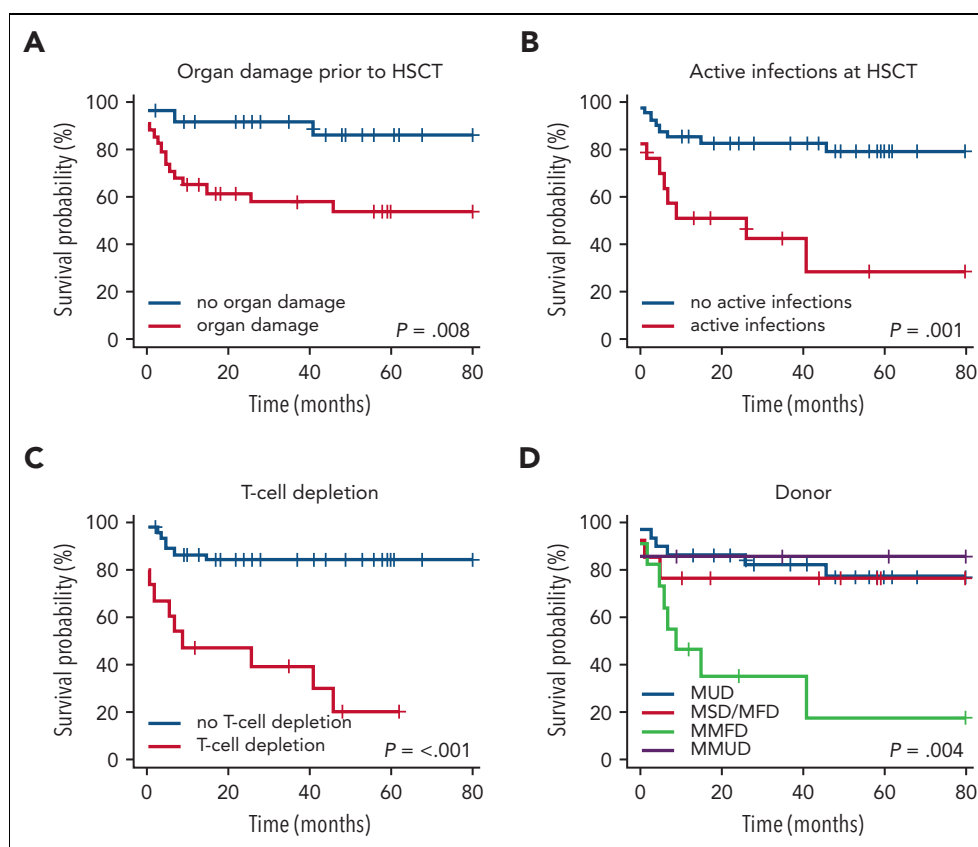 A
Organ damage prior to HSCT
Survival probability (%)
100
80
60
40
20
0
no organ damage
organ damage
P = .008
0 20 40 60 80
Time (months)
B
Active infections at HSCT
Survival probability (%)
100
80
60
40
20
0
no active infections
active infections
P = .001
0 20 40 60 80
Time (months)
C
T-cell depletion
Survival probability (%)
100
80
60
40
20
0
no T-cell depletion
T-cell depletion
P = <.001
0 20 40 60 80
Time (months)
D
Donor
Survival probability (%)
100
80
60
40
20
0
MUD
MSD/MFD
MMFD
MMUD
P = .004
0 20 40 60 80
Time (months)